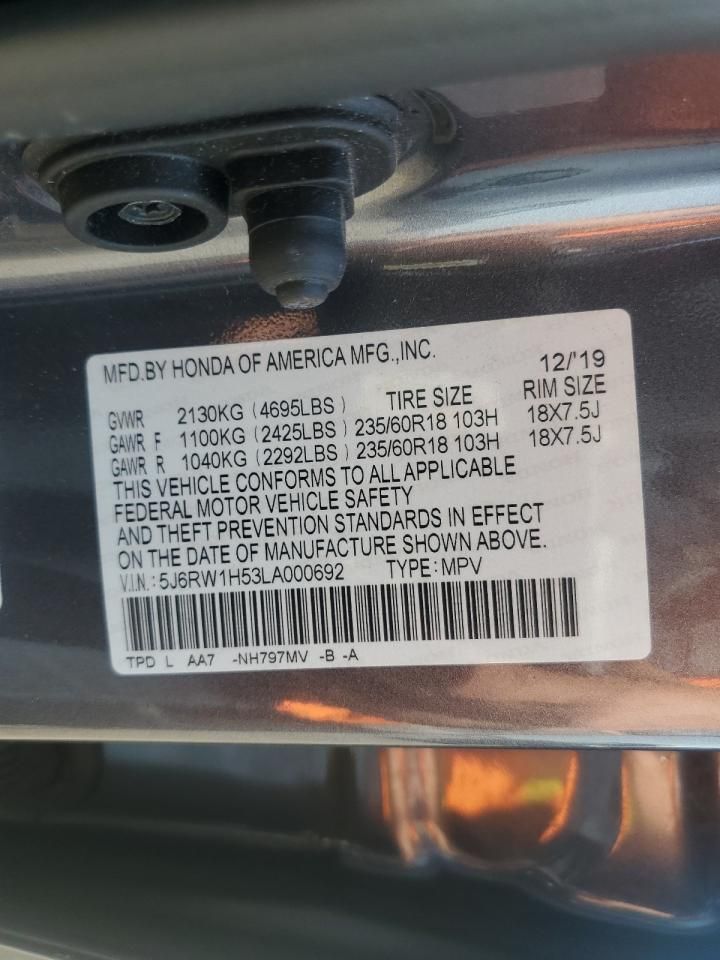 MFD.BY HONDA OF AMERICA MFG.,INC. 12/'19
TIRE SIZE RIM SIZE
GVWR 2130KG (4695LBS)
GAWR F 1100KG (2425LBS) 235/60R18 103H 18X7.5J
GAWR R 1040KG (2292LBS) 235/60R18 103H 18X7.5J
THIS VEHICLE CONFORMS TO ALL APPLICABLE
FEDERAL MOTOR VEHICLE SAFETY
AND THEFT PREVENTION STANDARDS IN EFFECT
ON THE DATE OF MANUFACTURE SHOWN ABOVE.
V.I.N.: 5J6RW1H53LA000692 TYPE: MPV
TPD L AA7 -NH797MV -B -A